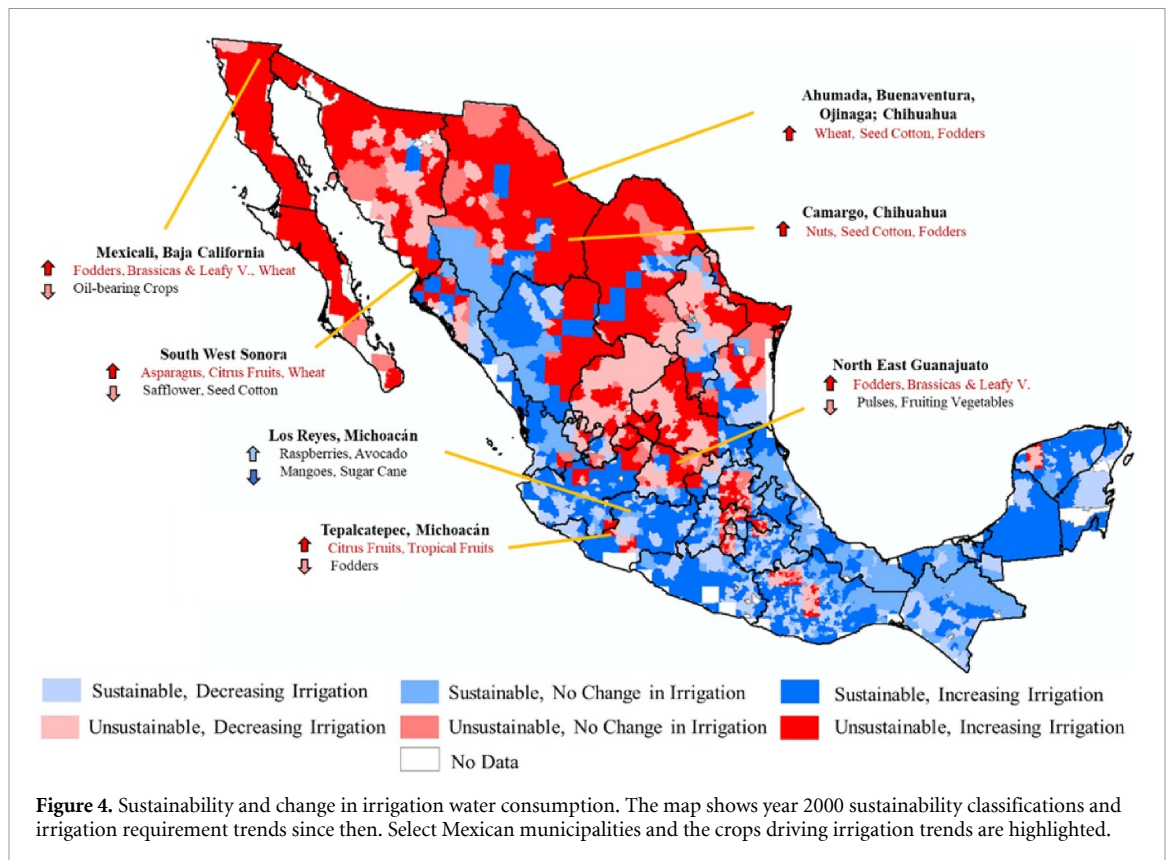 Ahumada, Buenaventura,
Ojinaga; Chihuahua
Wheat, Seed Cotton, Fodders
Camargo, Chihuahua
Nuts, Seed Cotton, Fodders
Mexicali, Baja California
Fodders, Brassicas & Leafy V., Wheat
Oil-bearing Crops
South West Sonora
Asparagus, Citrus Fruits, Wheat
Safflower, Seed Cotton
North East Guanajuato
Fodders, Brassicas & Leafy V.
Pulses, Fruiting Vegetables
Los Reyes, Michoacán
Raspberries, Avocado
Mangoes, Sugar Cane
Tepalcatepec, Michoacán
Citrus Fruits, Tropical Fruits
Fodders
Sustainable, Decreasing Irrigation
Sustainable, No Change in Irrigation
Sustainable, Increasing Irrigation
Unsustainable, Decreasing Irrigation
Unsustainable, No Change in Irrigation
Unsustainable, Increasing Irrigation
No Data
Figure 4. Sustainability and change in irrigation water consumption. The map shows year 2000 sustainability classifications and
irrigation requirement trends since then. Select Mexican municipalities and the crops driving irrigation trends are highlighted.